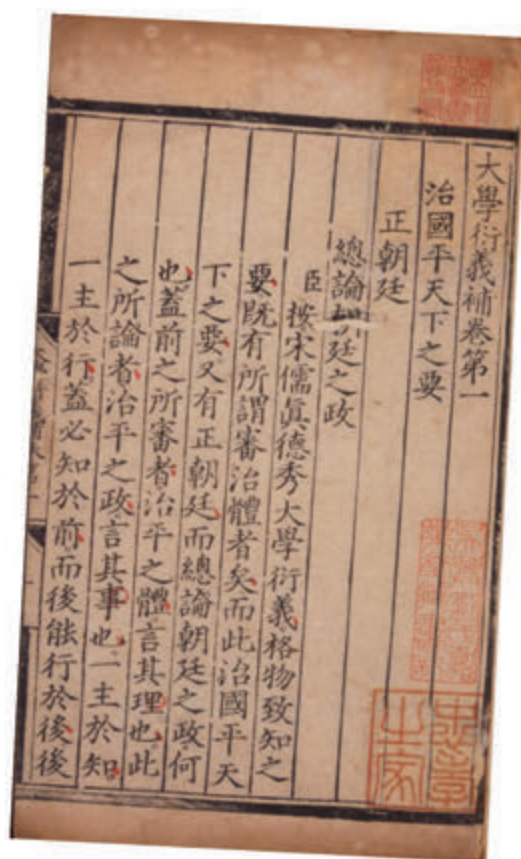 大學衍義補卷第一
治國平天下之要
正朝廷
總論朝廷之政
臣按宋儒真德秀大學衍義格物致知之
要既有所謂審治體者矣而此治國平天
下之要又有正朝廷而總論朝廷之政何
也蓋前之所審者治平之體言其理也此
之所論者治平之政言其事也一主於知
一主於行蓋必知於前而後能行於後後